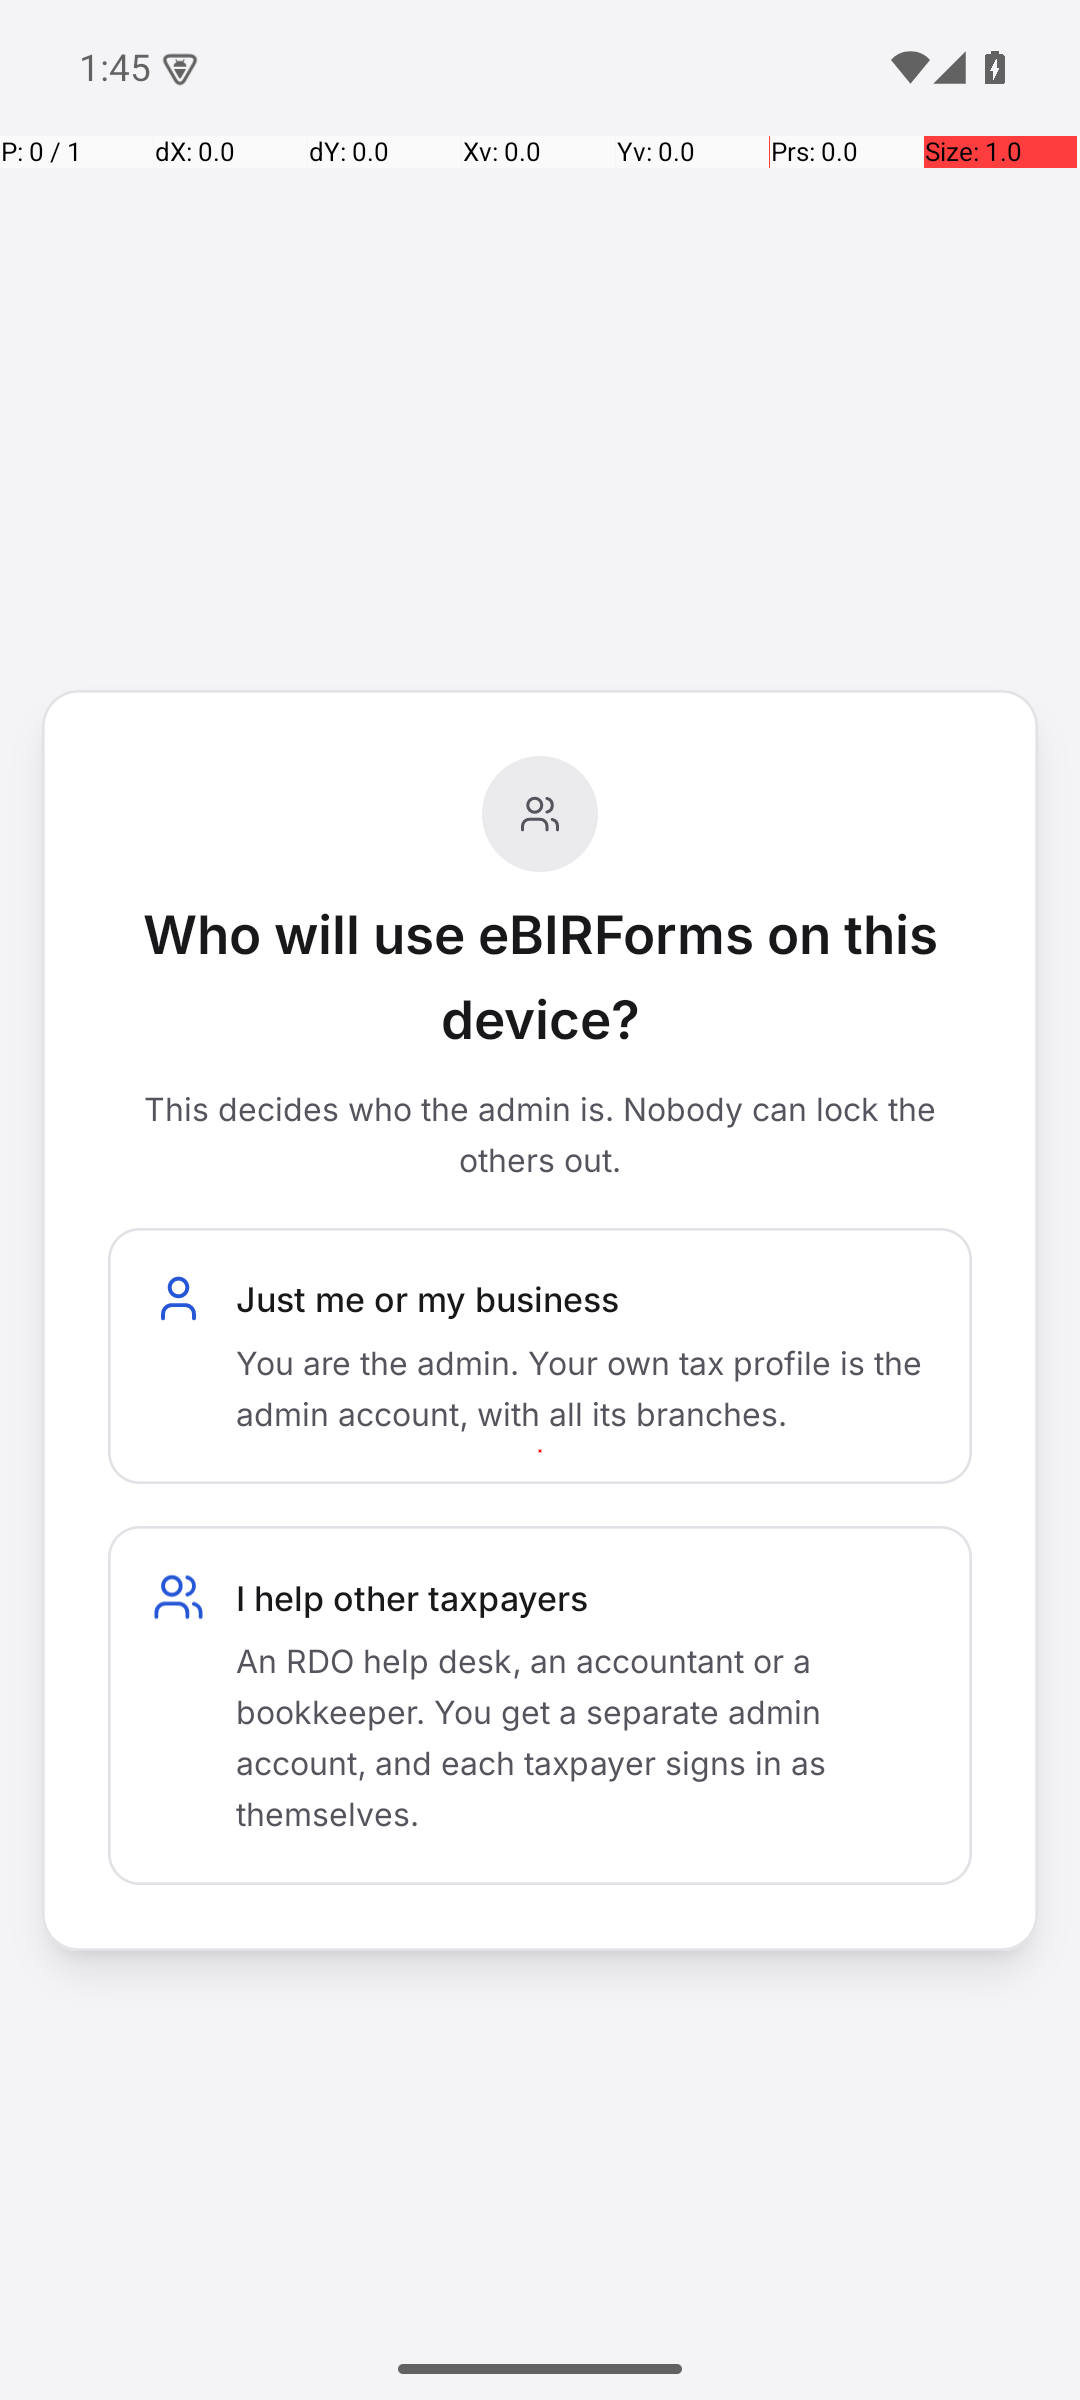 1:45
P: 0 / 1 dX: 0.0 dY: 0.0 Xv: 0.0 Yv: 0.0 Prs: 0.0 Size: 1.0
Who will use eBIRForms on this
device?
This decides who the admin is. Nobody can lock the
others out.
Just me or my business
You are the admin. Your own tax profile is the
admin account, with all its branches.
I help other taxpayers
An RDO help desk, an accountant or a
bookkeeper. You get a separate admin
account, and each taxpayer signs in as
themselves.